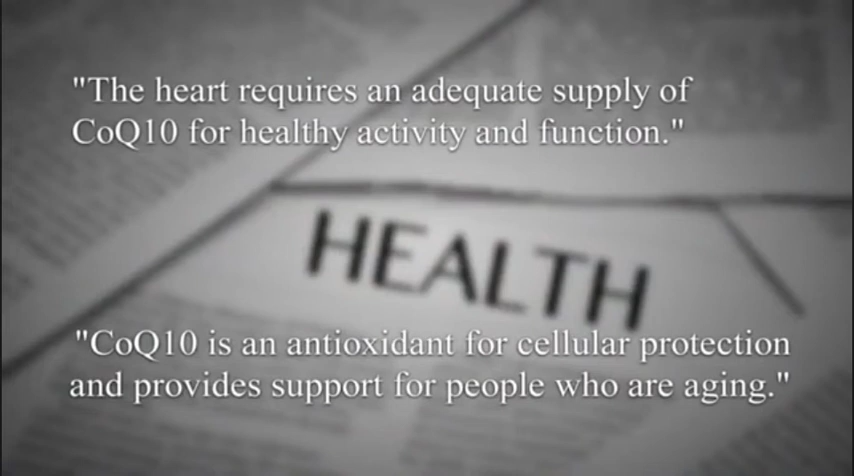 "The heart requires an adequate supply of
CoQ10 for healthy activity and function."
HEALTH
"CoQ10 is an antioxidant for cellular protection
and provides support for people who are aging."